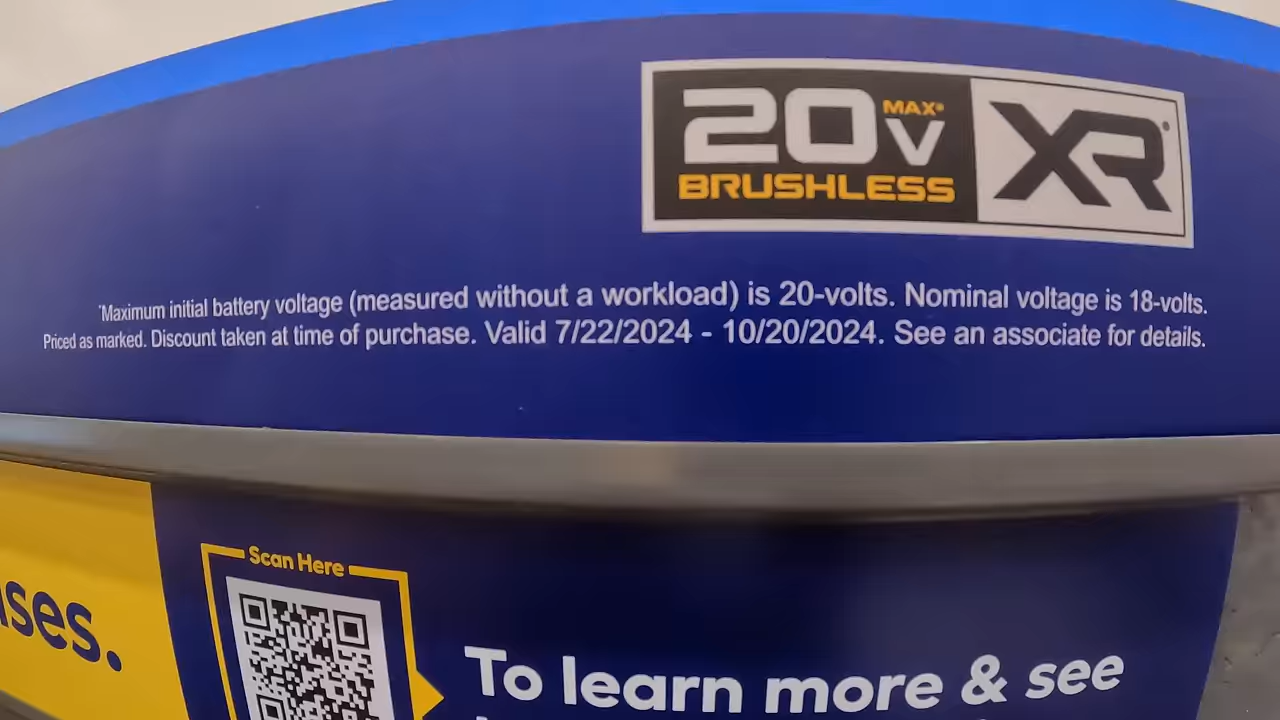 20V MAX*
BRUSHLESS
XR®
*Maximum initial battery voltage (measured without a workload) is 20-volts. Nominal voltage is 18-volts.
Priced as marked. Discount taken at time of purchase. Valid 7/22/2024 - 10/20/2024. See an associate for details.
Scan Here
To learn more & see